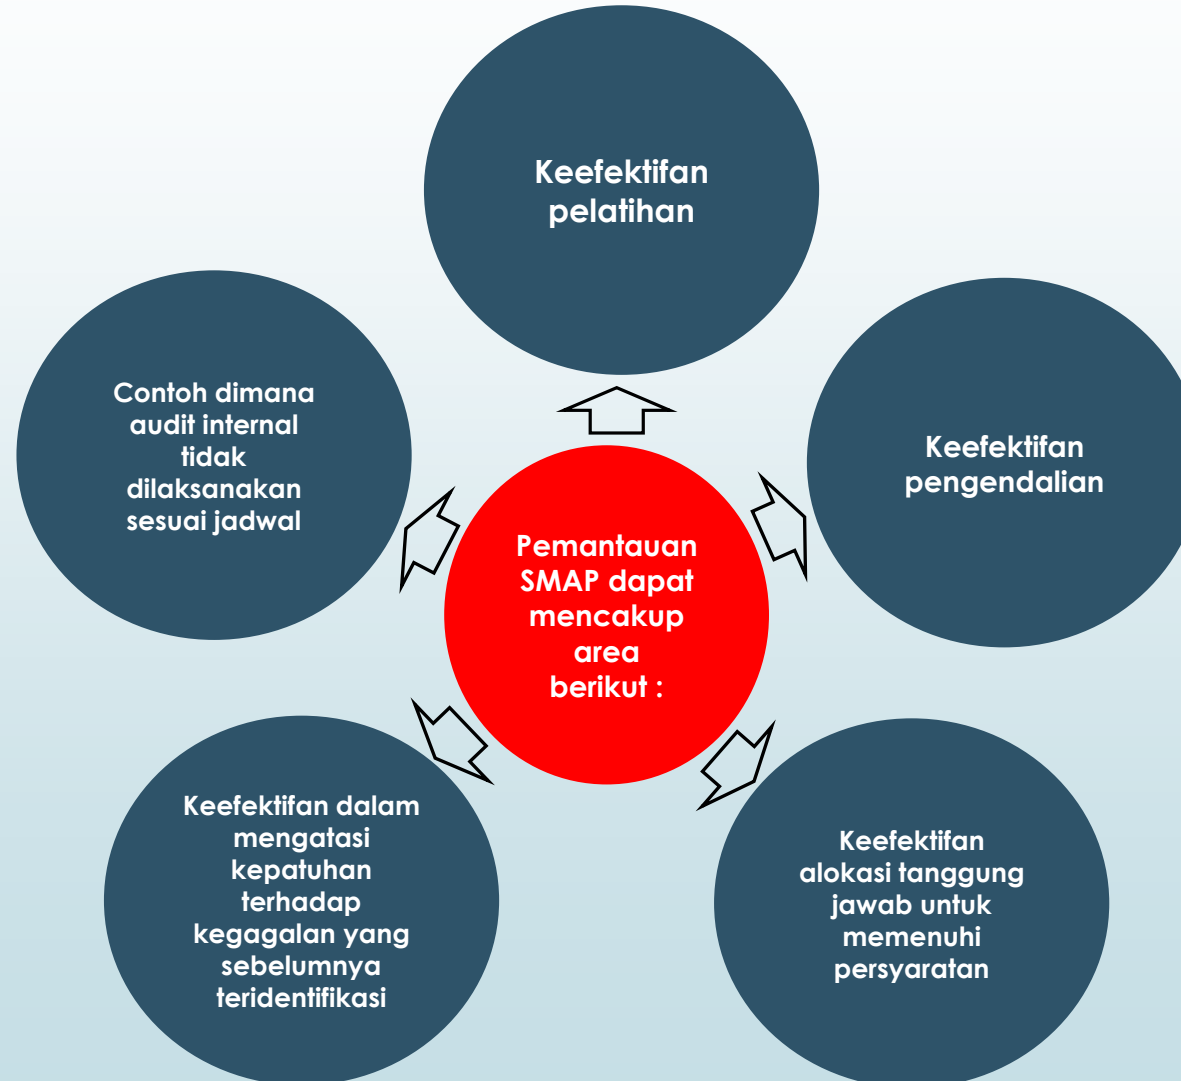 Keefektifan
pelatihan
Contoh dimana
audit internal
tidak
dilaksanakan
sesuai jadwal
Keefektifan
pengendalian
Pemantauan
SMAP dapat
mencakup
area
berikut :
Keefektifan dalam
mengatasi
kepatuhan
terhadap
kegagalan yang
sebelumnya
teridentifikasi
Keefektifan
alokasi tanggung
jawab untuk
memenuhi
persyaratan